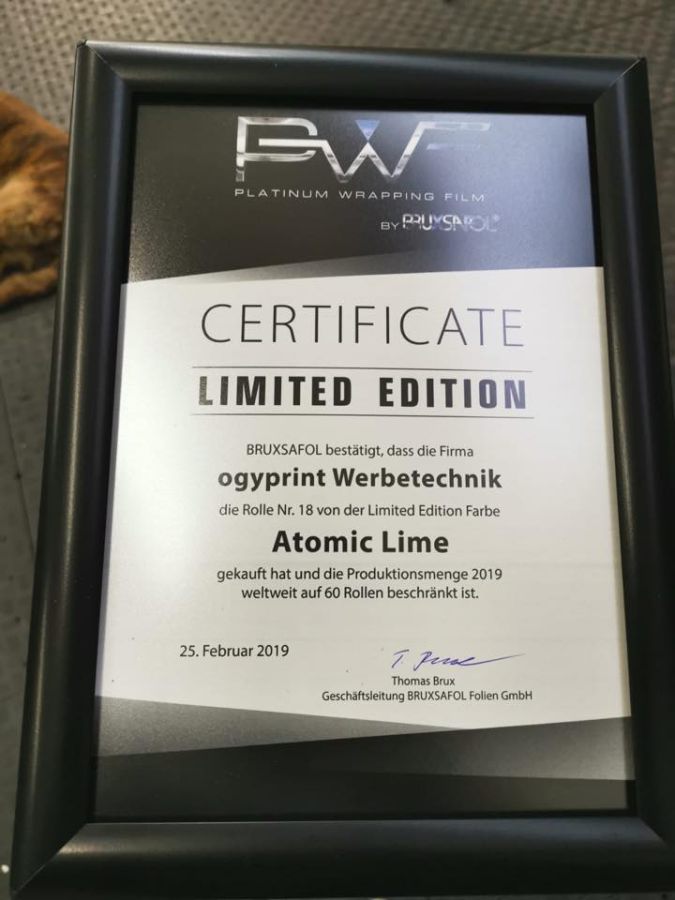 PWF
PLATINUM WRAPPING FILM
BY BRUXSAFOL®
CERTIFICATE
LIMITED EDITION
BRUXSAFOL bestätigt, dass die Firma
ogyprint Werbetechnik
die Rolle Nr. 18 von der Limited Edition Farbe
Atomic Lime
gekauft hat und die Produktionsmenge 2019
weltweit auf 60 Rollen beschränkt ist.
25. Februar 2019
T. Brux
Thomas Brux
Geschäftsleitung BRUXSAFOL Folien GmbH